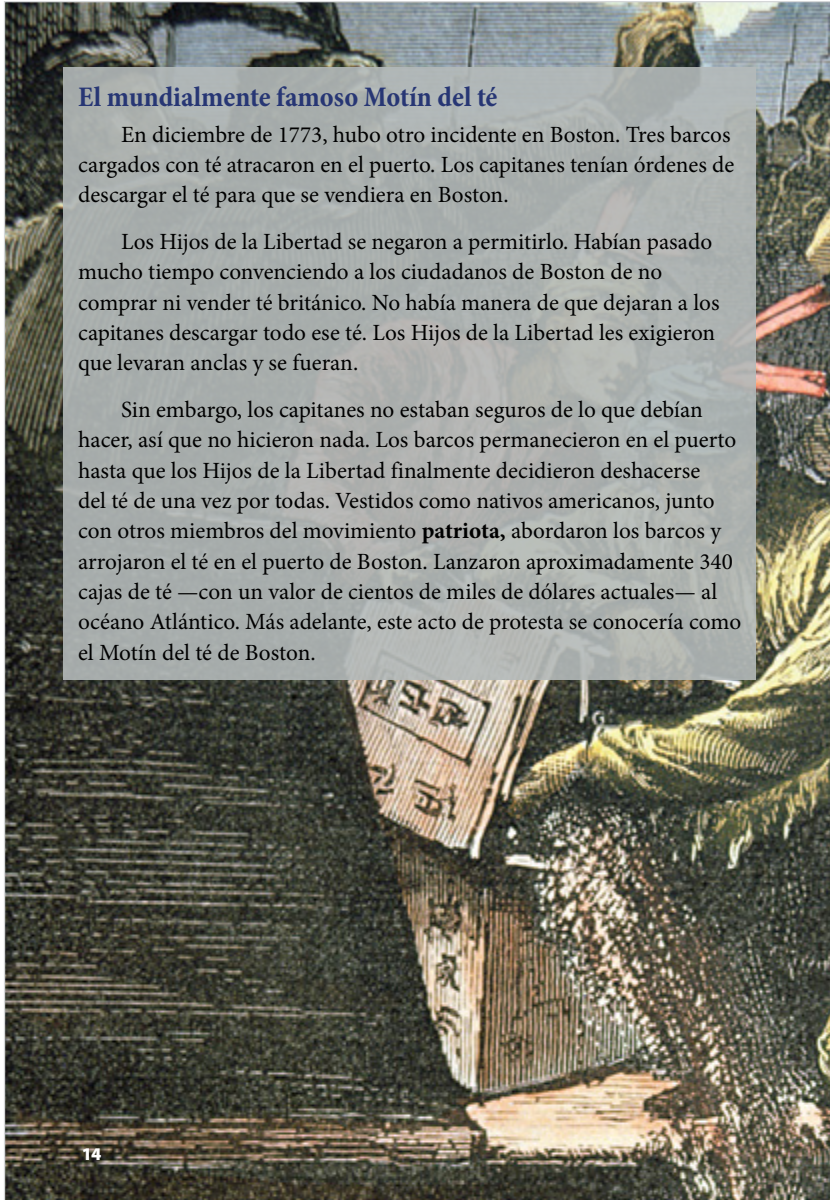 El mundialmente famoso Motín del té
En diciembre de 1773, hubo otro incidente en Boston. Tres barcos
cargados con té atracaron en el puerto. Los capitanes tenían órdenes de
descargar el té para que se vendiera en Boston.
Los Hijos de la Libertad se negaron a permitirlo. Habían pasado
mucho tiempo convenciendo a los ciudadanos de Boston de no
comprar ni vender té británico. No había manera de que dejaran a los
capitanes descargar todo ese té. Los Hijos de la Libertad les exigieron
que levaran anclas y se fueran.
Sin embargo, los capitanes no estaban seguros de lo que debían
hacer, así que no hicieron nada. Los barcos permanecieron en el puerto
hasta que los Hijos de la Libertad finalmente decidieron deshacerse
del té de una vez por todas. Vestidos como nativos americanos, junto
con otros miembros del movimiento patriota, abordaron los barcos y
arrojaron el té en el puerto de Boston. Lanzaron aproximadamente 340
cajas de té —con un valor de cientos de miles de dólares actuales— al
océano Atlántico. Más adelante, este acto de protesta se conocería como
el Motín del té de Boston.
14